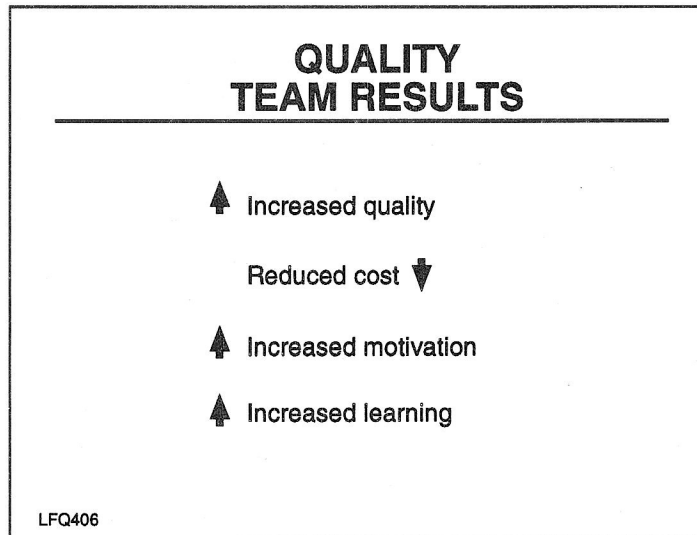 QUALITY
TEAM RESULTS
Increased quality
Reduced cost
Increased motivation
Increased learning
LFQ406